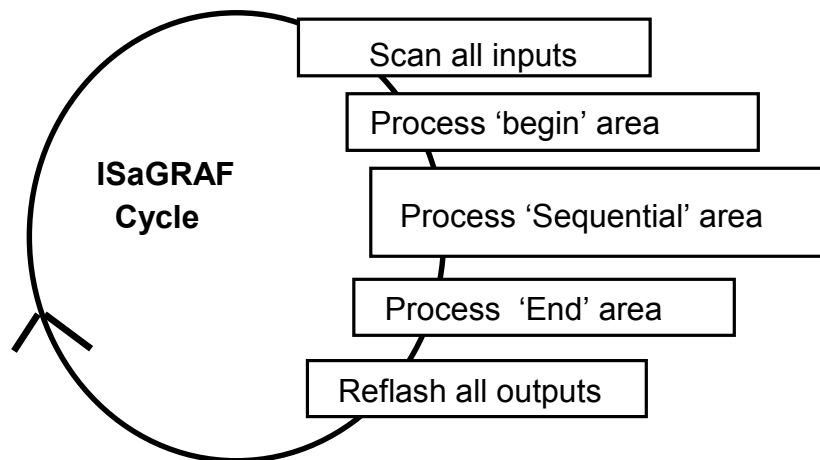 Scan all inputs
Process ‘begin’ area
ISaGRAF
Cycle
Process ‘Sequential’ area
Process ‘End’ area
Reflash all outputs